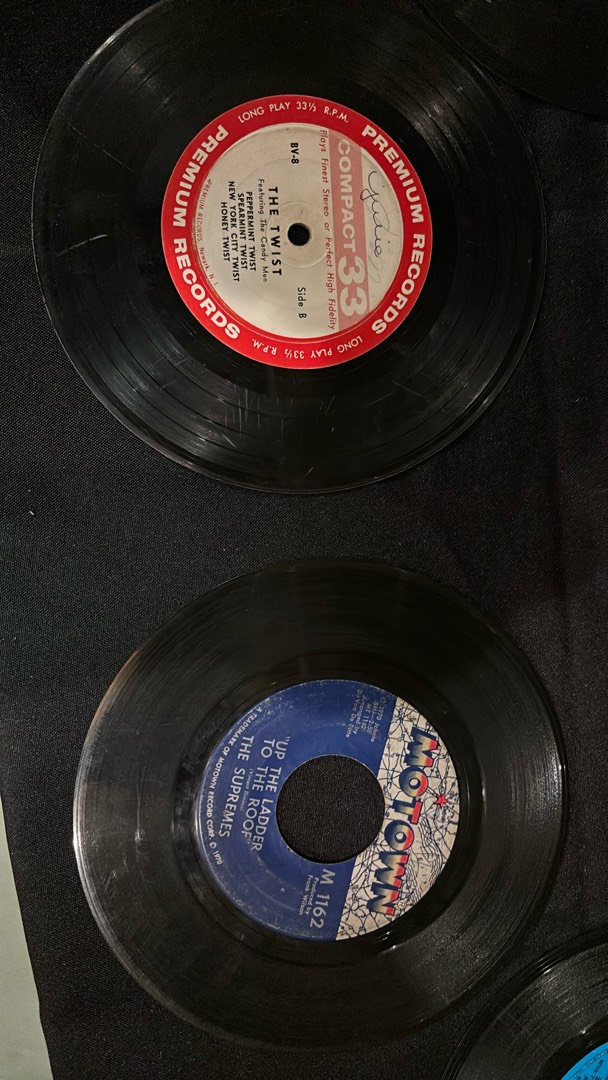 LONG PLAY 33⅓ R.P.M.
PREMIUM RECORDS
COMPACT 33
Plays Finest Stereo or Perfect High Fidelity
BV-8
Side B
THE TWIST
Featuring The Candy Men
PEPPERMINT TWIST
SPEARMINT TWIST
NEW YORK CITY TWIST
HONEY TWIST
PREMIUM RECORDS, Newark, N.J.
PREMIUM RECORDS
LONG PLAY 33⅓ R.P.M.
MOTOWN
M 1162
Produced by
Frank Wilson
"UP THE LADDER
TO THE ROOF"
THE SUPREMES
A TRADEMARK OF MOTOWN RECORD CORP. © 1970